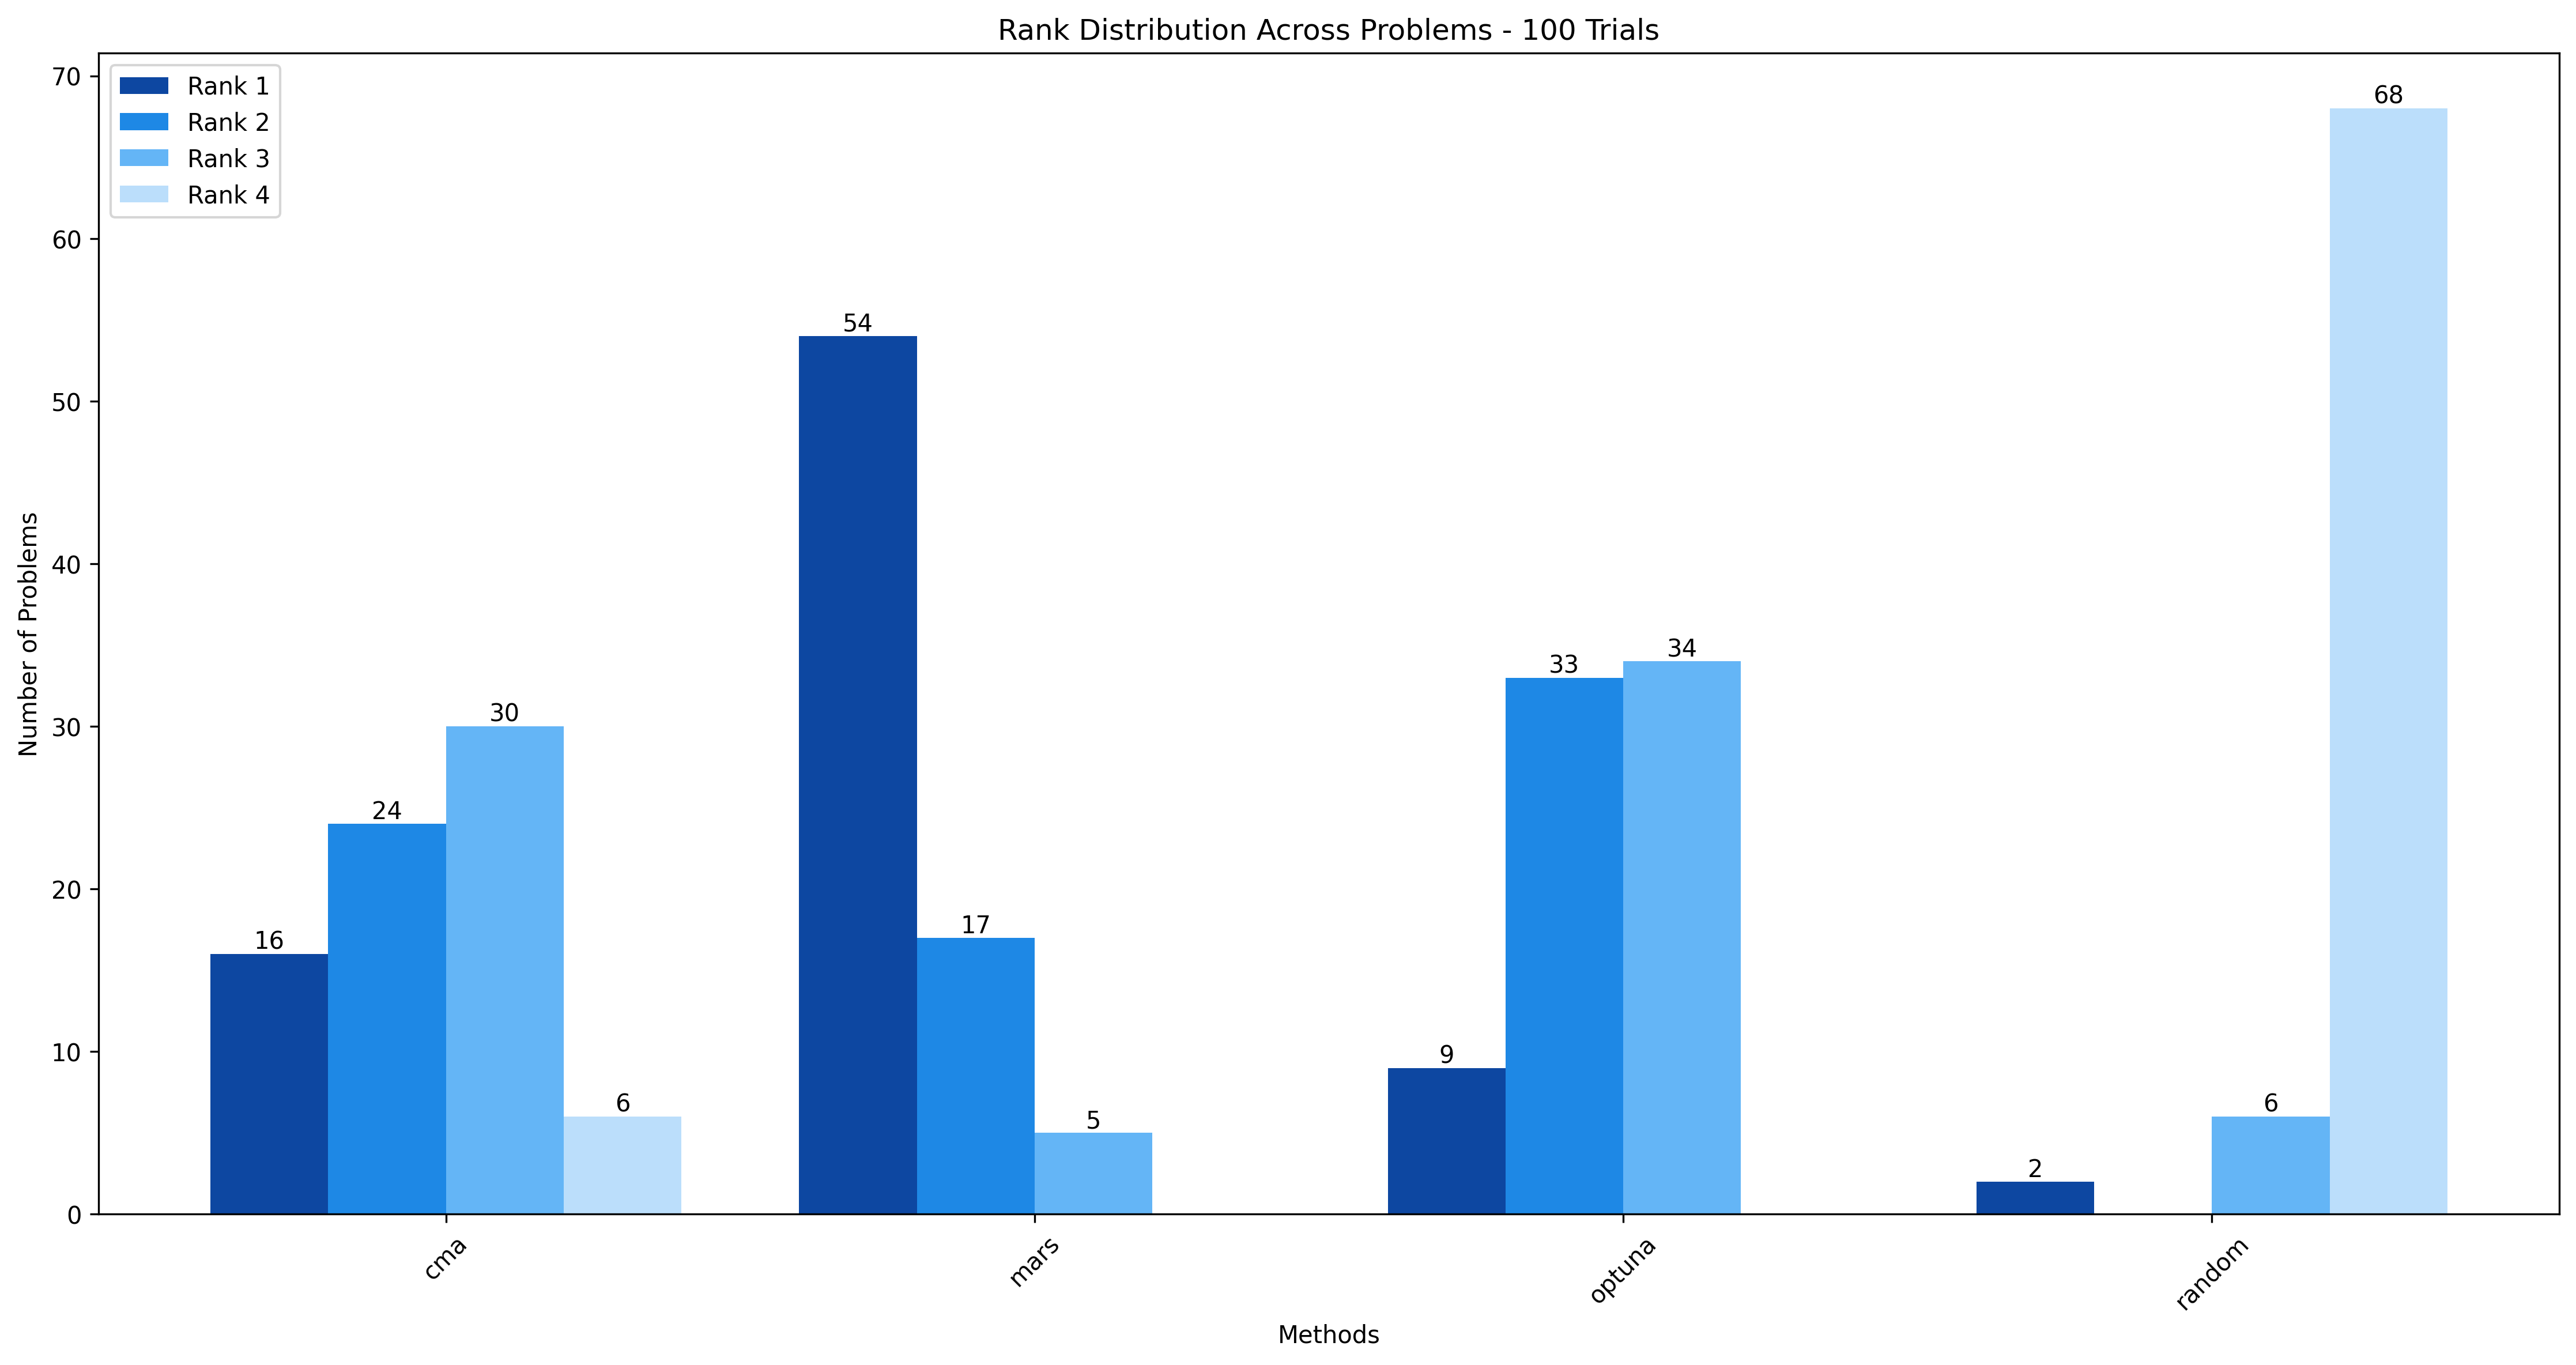 Rank Distribution Across Problems - 100 Trials
Rank 1
Rank 2
Rank 3
Rank 4
Number of Problems
70
60
50
40
30
20
10
0
16
24
30
6
54
17
5
9
33
34
2
6
68
cma
mars
optuna
random
Methods